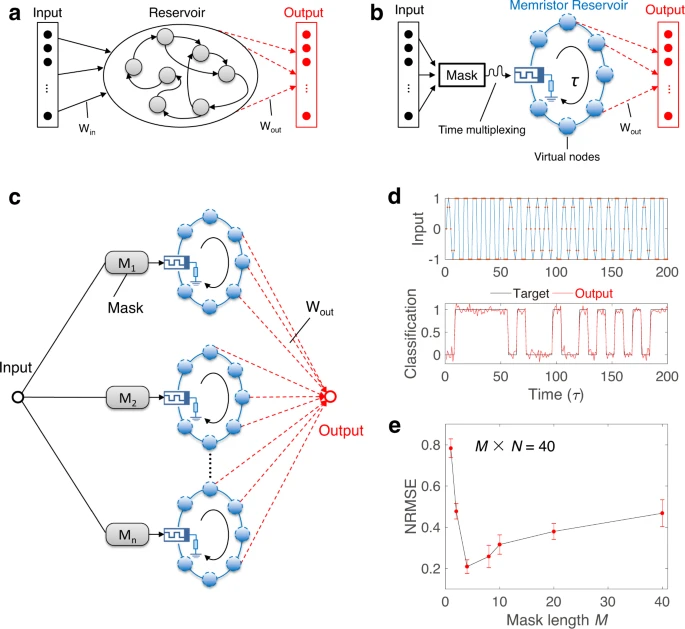 a
Input
Reservoir
Output
...
...
W_in
W_out
b
Input
Memristor Reservoir
Output
Mask
τ
...
...
Time multiplexing
W_out
Virtual nodes
c
M_1
Mask
W_out
Input
M_2
Output
M_n
d
Input
1
0
-1
0 50 100 150 200
Target Output
Classification
1
0.5
0
0 50 100 150 200
Time (τ)
e
M × N = 40
NRMSE
0.8
0.6
0.4
0.2
0 10 20 30 40
Mask length M